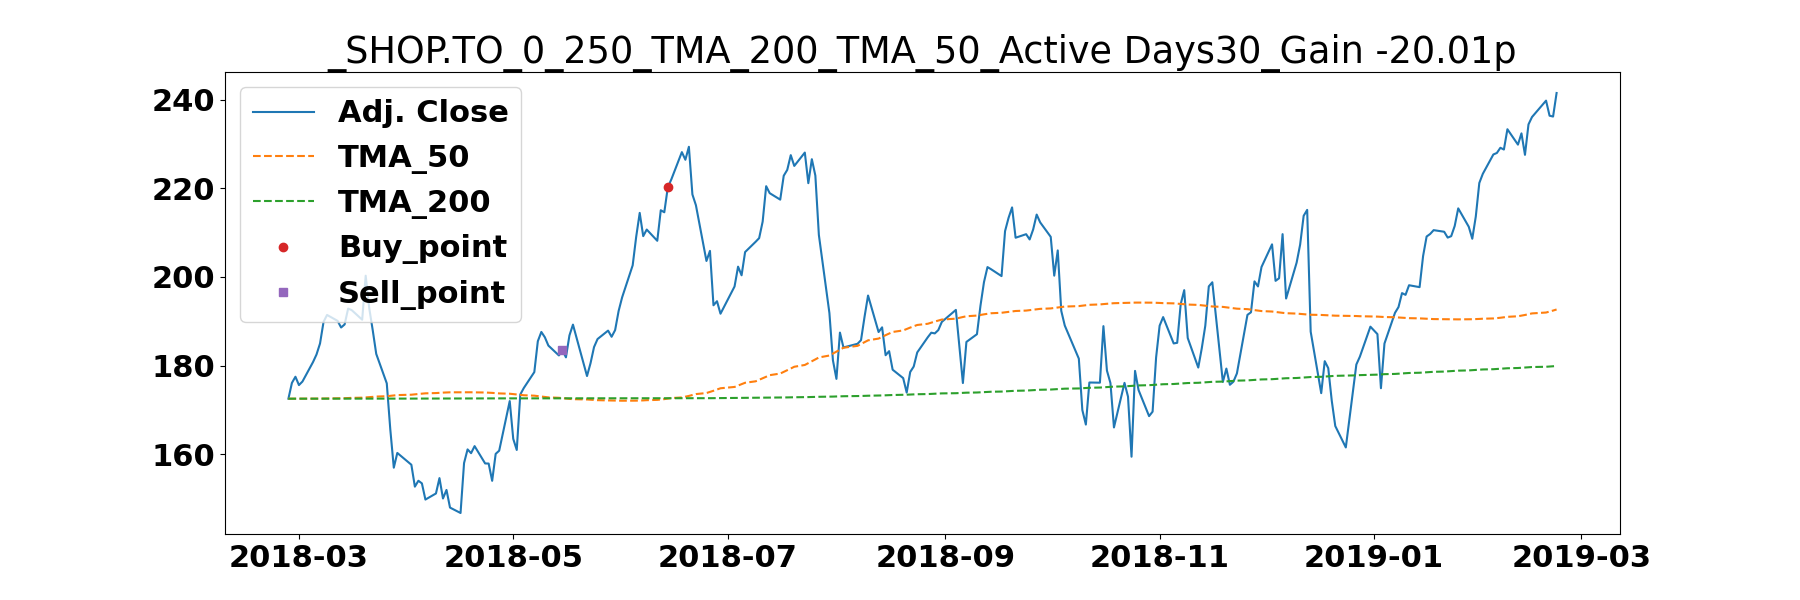 _SHOP.TO_0_250_TMA_200_TMA_50_Active Days30_Gain -20.01p
240
220
200
180
160
Adj. Close
TMA_50
TMA_200
Buy_point
Sell_point
2018-03 2018-05 2018-07 2018-09 2018-11 2019-01 2019-03